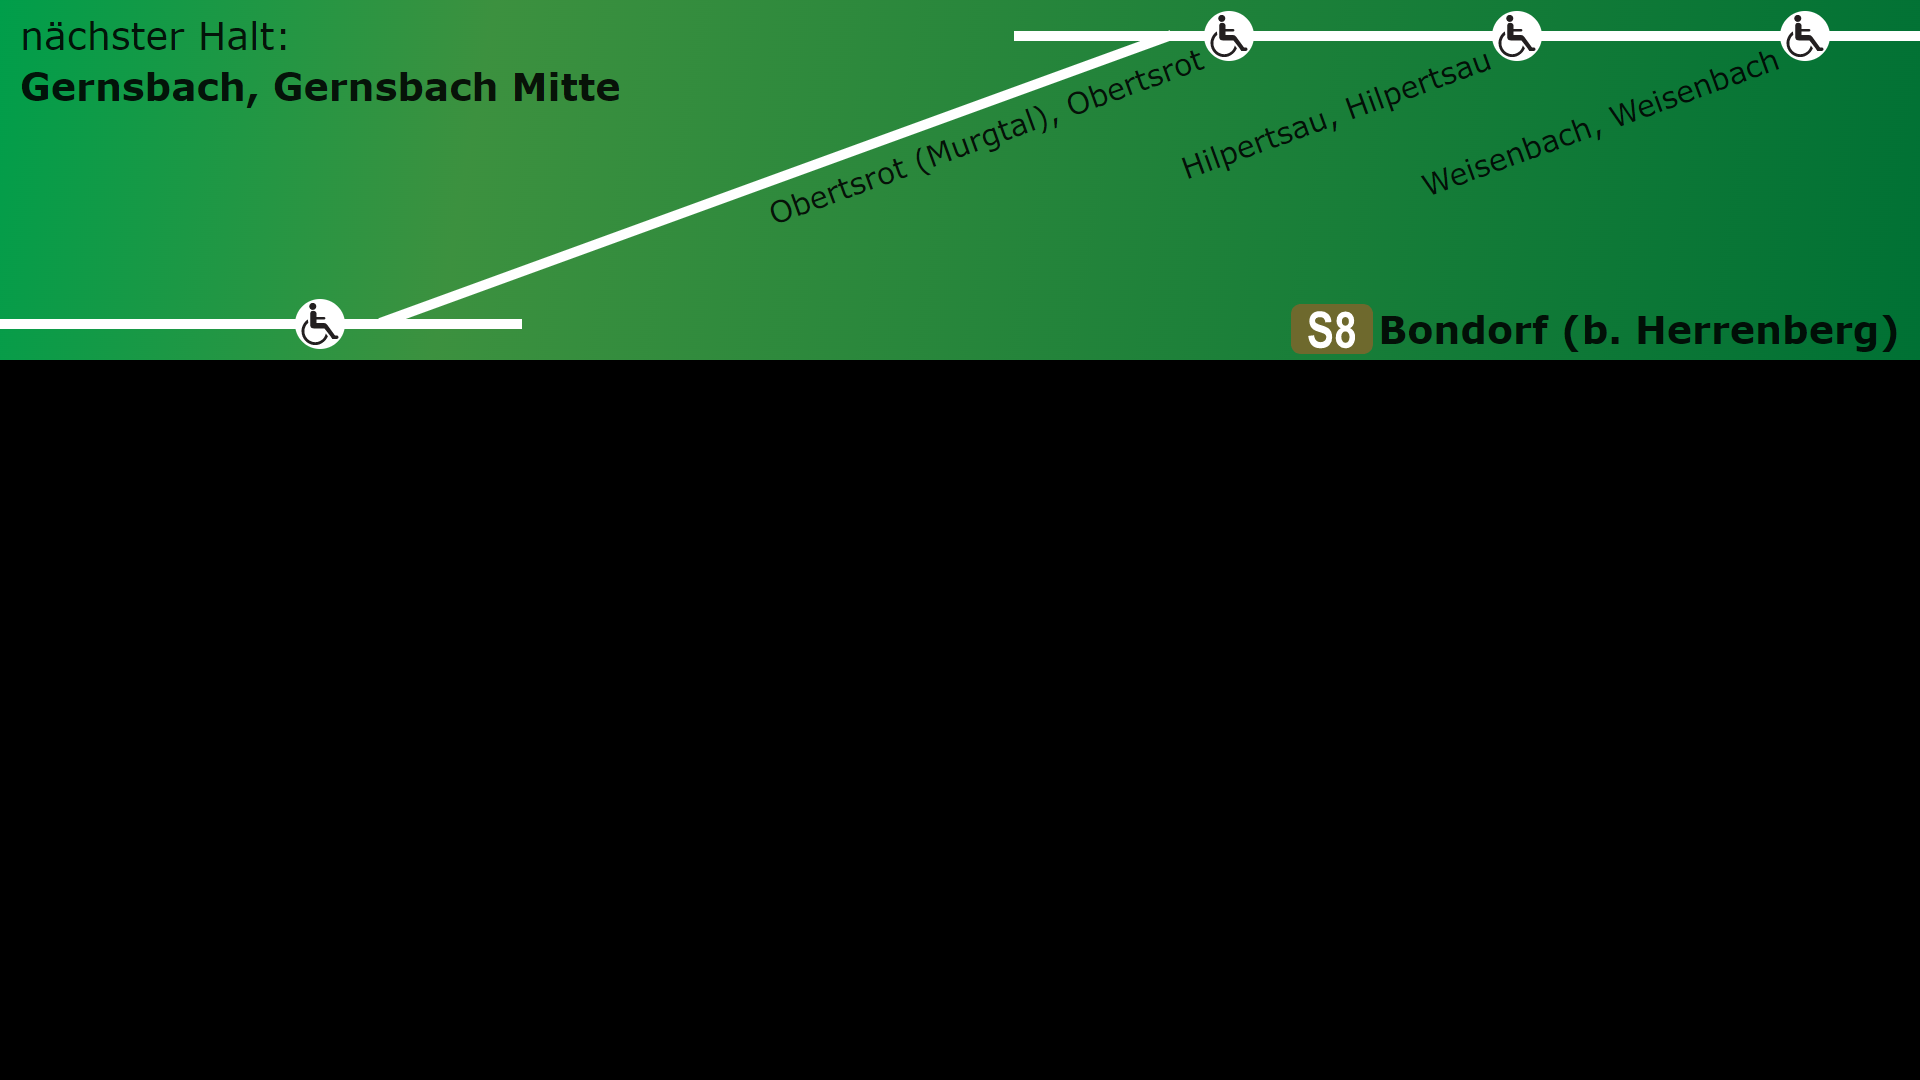 nächster Halt:
Gernsbach, Gernsbach Mitte
Obertsrot (Murgtal), Obertsrot
Hilpertsau, Hilpertsau
Weisenbach, Weisenbach
S8 Bondorf (b. Herrenberg)